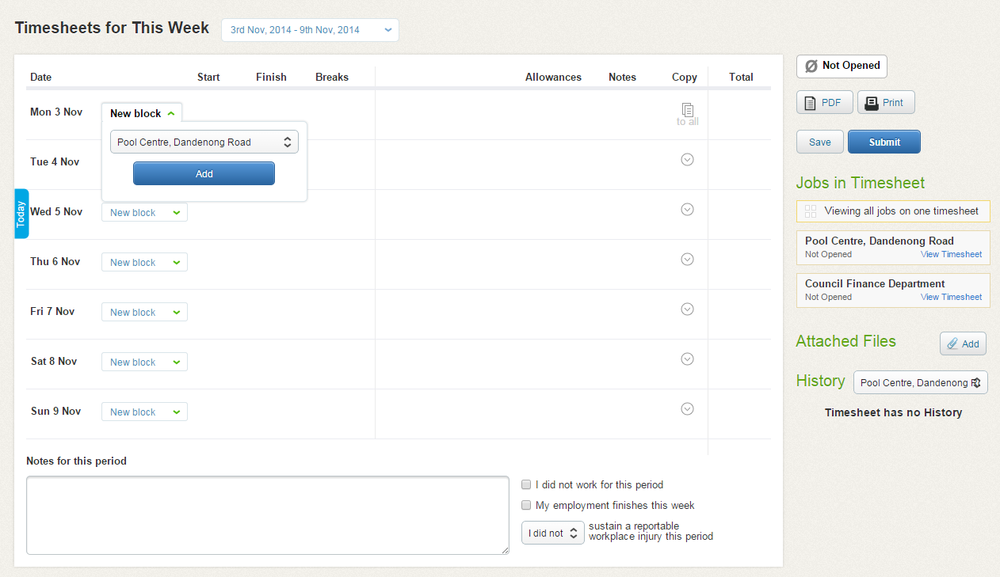 Timesheets for This Week
3rd Nov, 2014 - 9th Nov, 2014
Date Start Finish Breaks Allowances Notes Copy Total
Mon 3 Nov
New block
to all
Pool Centre, Dandenong Road
Add
Tue 4 Nov
Today
Wed 5 Nov New block
Thu 6 Nov New block
Fri 7 Nov New block
Sat 8 Nov New block
Sun 9 Nov New block
Notes for this period
I did not work for this period
My employment finishes this week
I did not
sustain a reportable
workplace injury this period
Not Opened
PDF Print
Save Submit
Jobs in Timesheet
Viewing all jobs on one timesheet
Pool Centre, Dandenong Road
Not Opened View Timesheet
Council Finance Department
Not Opened View Timesheet
Attached Files Add
History Pool Centre, Dandenong R
Timesheet has no History